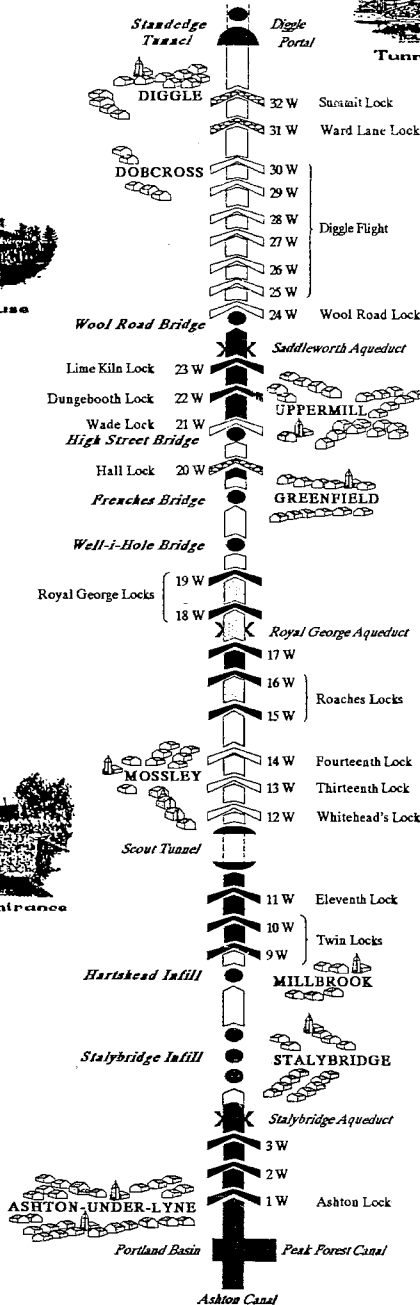 Standedge Tunnel
Diggle Portal
Tunn
DIGGLE
32 W Summit Lock
31 W Ward Lane Lock
DOBCROSS
30 W
29 W
28 W
27 W
26 W
25 W
Diggle Flight
use
24 W Wool Road Lock
Wool Road Bridge
Saddleworth Aqueduct
Lime Kiln Lock 23 W
Dungebooth Lock 22 W
UPPERMILL
Wade Lock 21 W
High Street Bridge
Hall Lock 20 W
GREENFIELD
Frenches Bridge
Well-i-Hole Bridge
19 W
Royal George Locks
18 W
Royal George Aqueduct
17 W
16 W
Roaches Locks
15 W
MOSSLEY
14 W Fourteenth Lock
13 W Thirteenth Lock
12 W Whitehead's Lock
Scout Tunnel
ntrance
11 W Eleventh Lock
10 W
Twin Locks
9 W
Hartshead Infill
MILLBROOK
Stalybridge Infill
STALYBRIDGE
Stalybridge Aqueduct
3 W
2 W
1 W Ashton Lock
ASHTON-UNDER-LYNE
Portland Basin
Peak Forest Canal
Ashton Canal